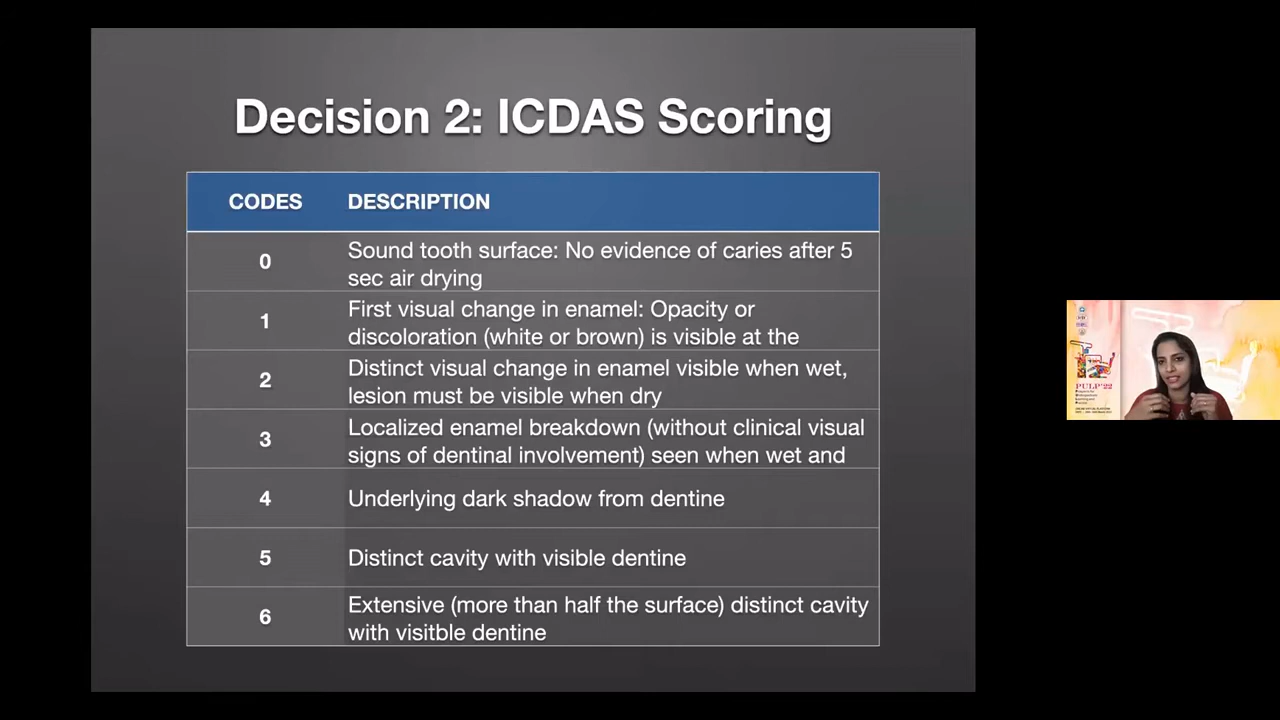 Decision 2: ICDAS Scoring
CODES DESCRIPTION
0 Sound tooth surface: No evidence of caries after 5
sec air drying
1 First visual change in enamel: Opacity or
discoloration (white or brown) is visible at the
2 Distinct visual change in enamel visible when wet,
lesion must be visible when dry
3 Localized enamel breakdown (without clinical visual
signs of dentinal involvement) seen when wet and
4 Underlying dark shadow from dentine
5 Distinct cavity with visible dentine
6 Extensive (more than half the surface) distinct cavity
with visitble dentine
PULP'22